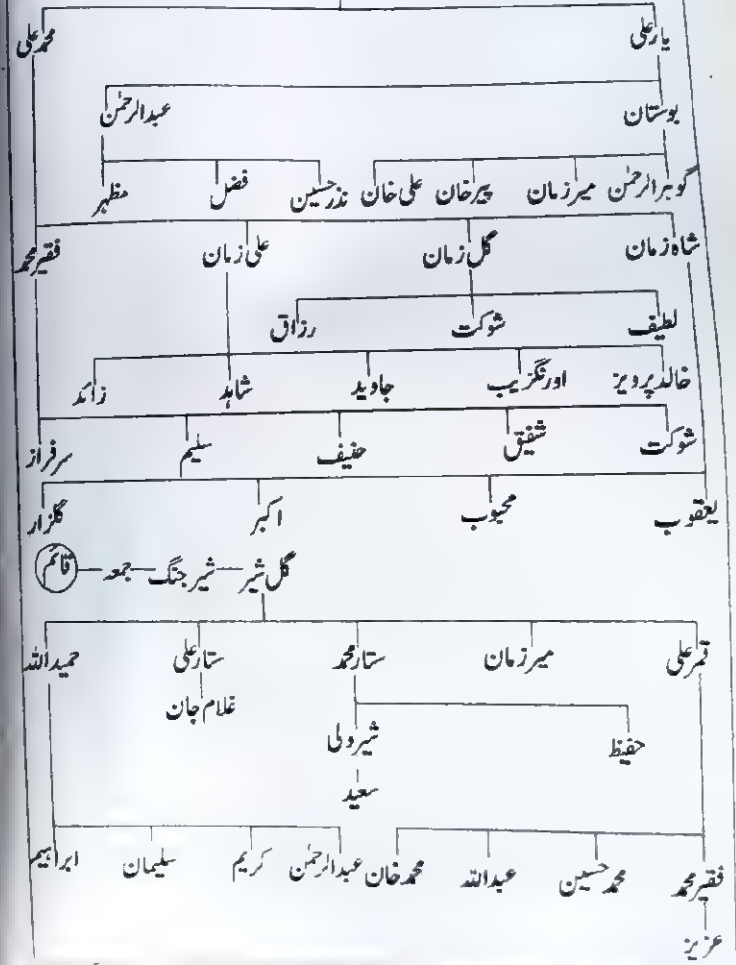 یار علی محمد علی
بوستان عبدالرحمٰن
گوہرالرحمٰن میرزمان پیرخان علی خان نذر حسین فضل مظہر
شاہ زمان گل زمان علی زمان فقیر محمد
لطیف شوکت رزاق
خالد پرویز اورنگزیب جاوید شاہد زائد
شوکت شفیق حنیف سلیم سرفراز
یعقوب محبوب اکبر گلزار
گل شیر شیر جنگ جمعہ قائم
قمر علی میرزمان ستار محمد ستار علی حمیداللہ
غلام جان
حفیظ شیرولی
سعید
فقیر محمد محمد حسین عبداللہ محمد خان عبدالرحمٰن کریم سلیمان ابراہیم
عزیز